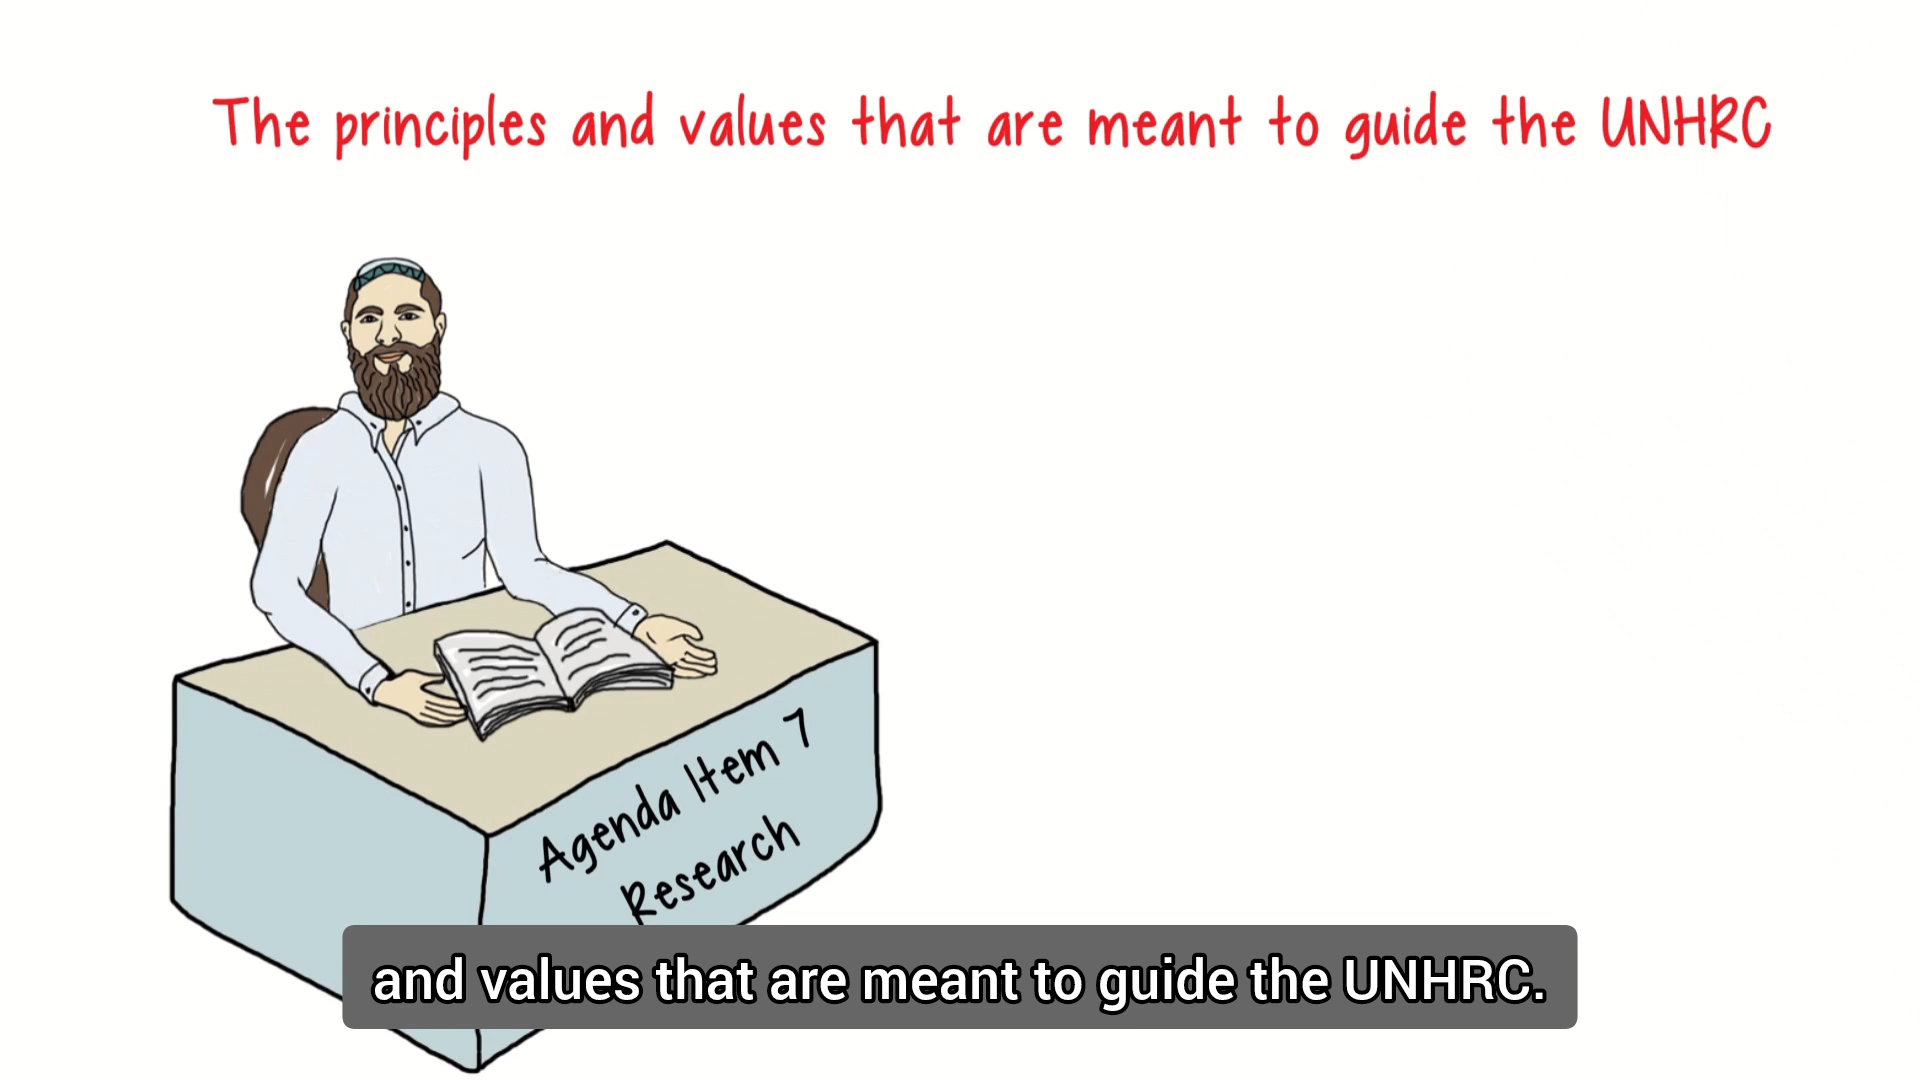 The principles and values that are meant to guide the UNHRC
Agenda Item 7
Research
and values that are meant to guide the UNHRC.